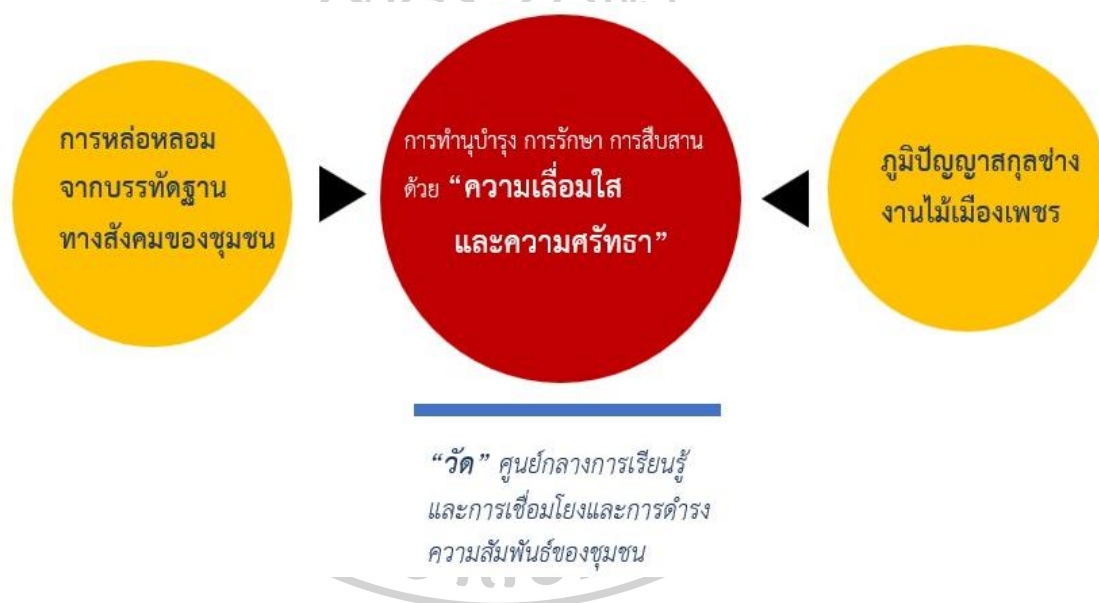 การหล่อหลอม
จากบรรทัดฐาน
ทางสังคมของชุมชน
การทำนุบำรุง การรักษา การสืบสาน
ด้วย “ความเลื่อมใส
และความศรัทธา”
ภูมิปัญญาสกุลช่าง
งานไม้เมืองเพชร
“วัด” ศูนย์กลางการเรียนรู้
และการเชื่อมโยงและการดำรง
ความสัมพันธ์ของชุมชน